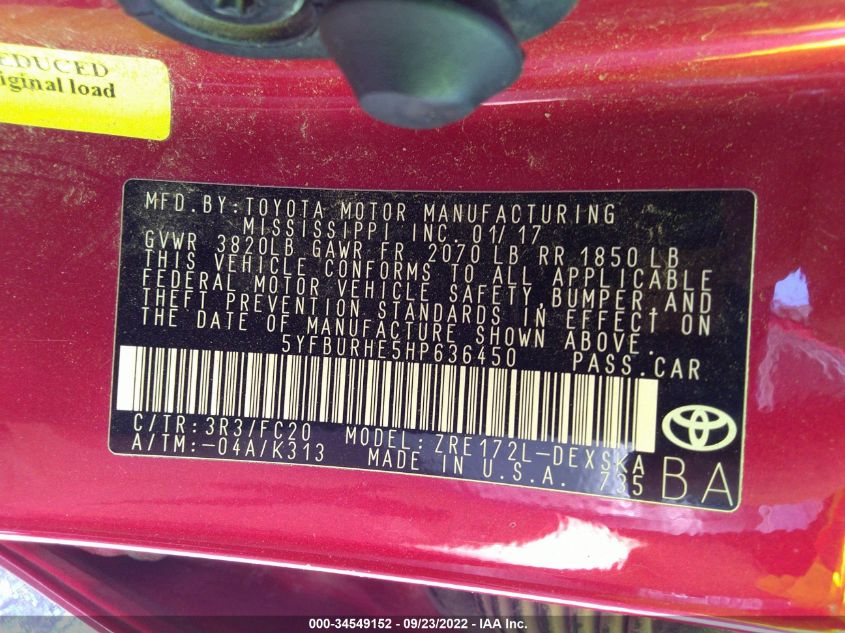 EDUCED
iginal load
MFD.BY:TOYOTA MOTOR MANUFACTURING
MISSISSIPPI INC. 01/17
GVWR 3820LB GAWR FR 2070 LB RR 1850 LB
THIS VEHICLE CONFORMS TO ALL APPLICABLE
FEDERAL MOTOR VEHICLE SAFETY,BUMPER,AND
THEFT PREVENTION STANDARDS IN EFFECT ON
THE DATE OF MANUFACTURE SHOWN ABOVE.
5YFBURHE5HP636450 PASS.CAR
C/TR:3R3/FC20 MODEL:ZRE172L-DEXSKA
A/TM:-04A/K313 MADE IN U.S.A. 735
BA
000-34549152 / 09/23/2022 - IAA Inc.